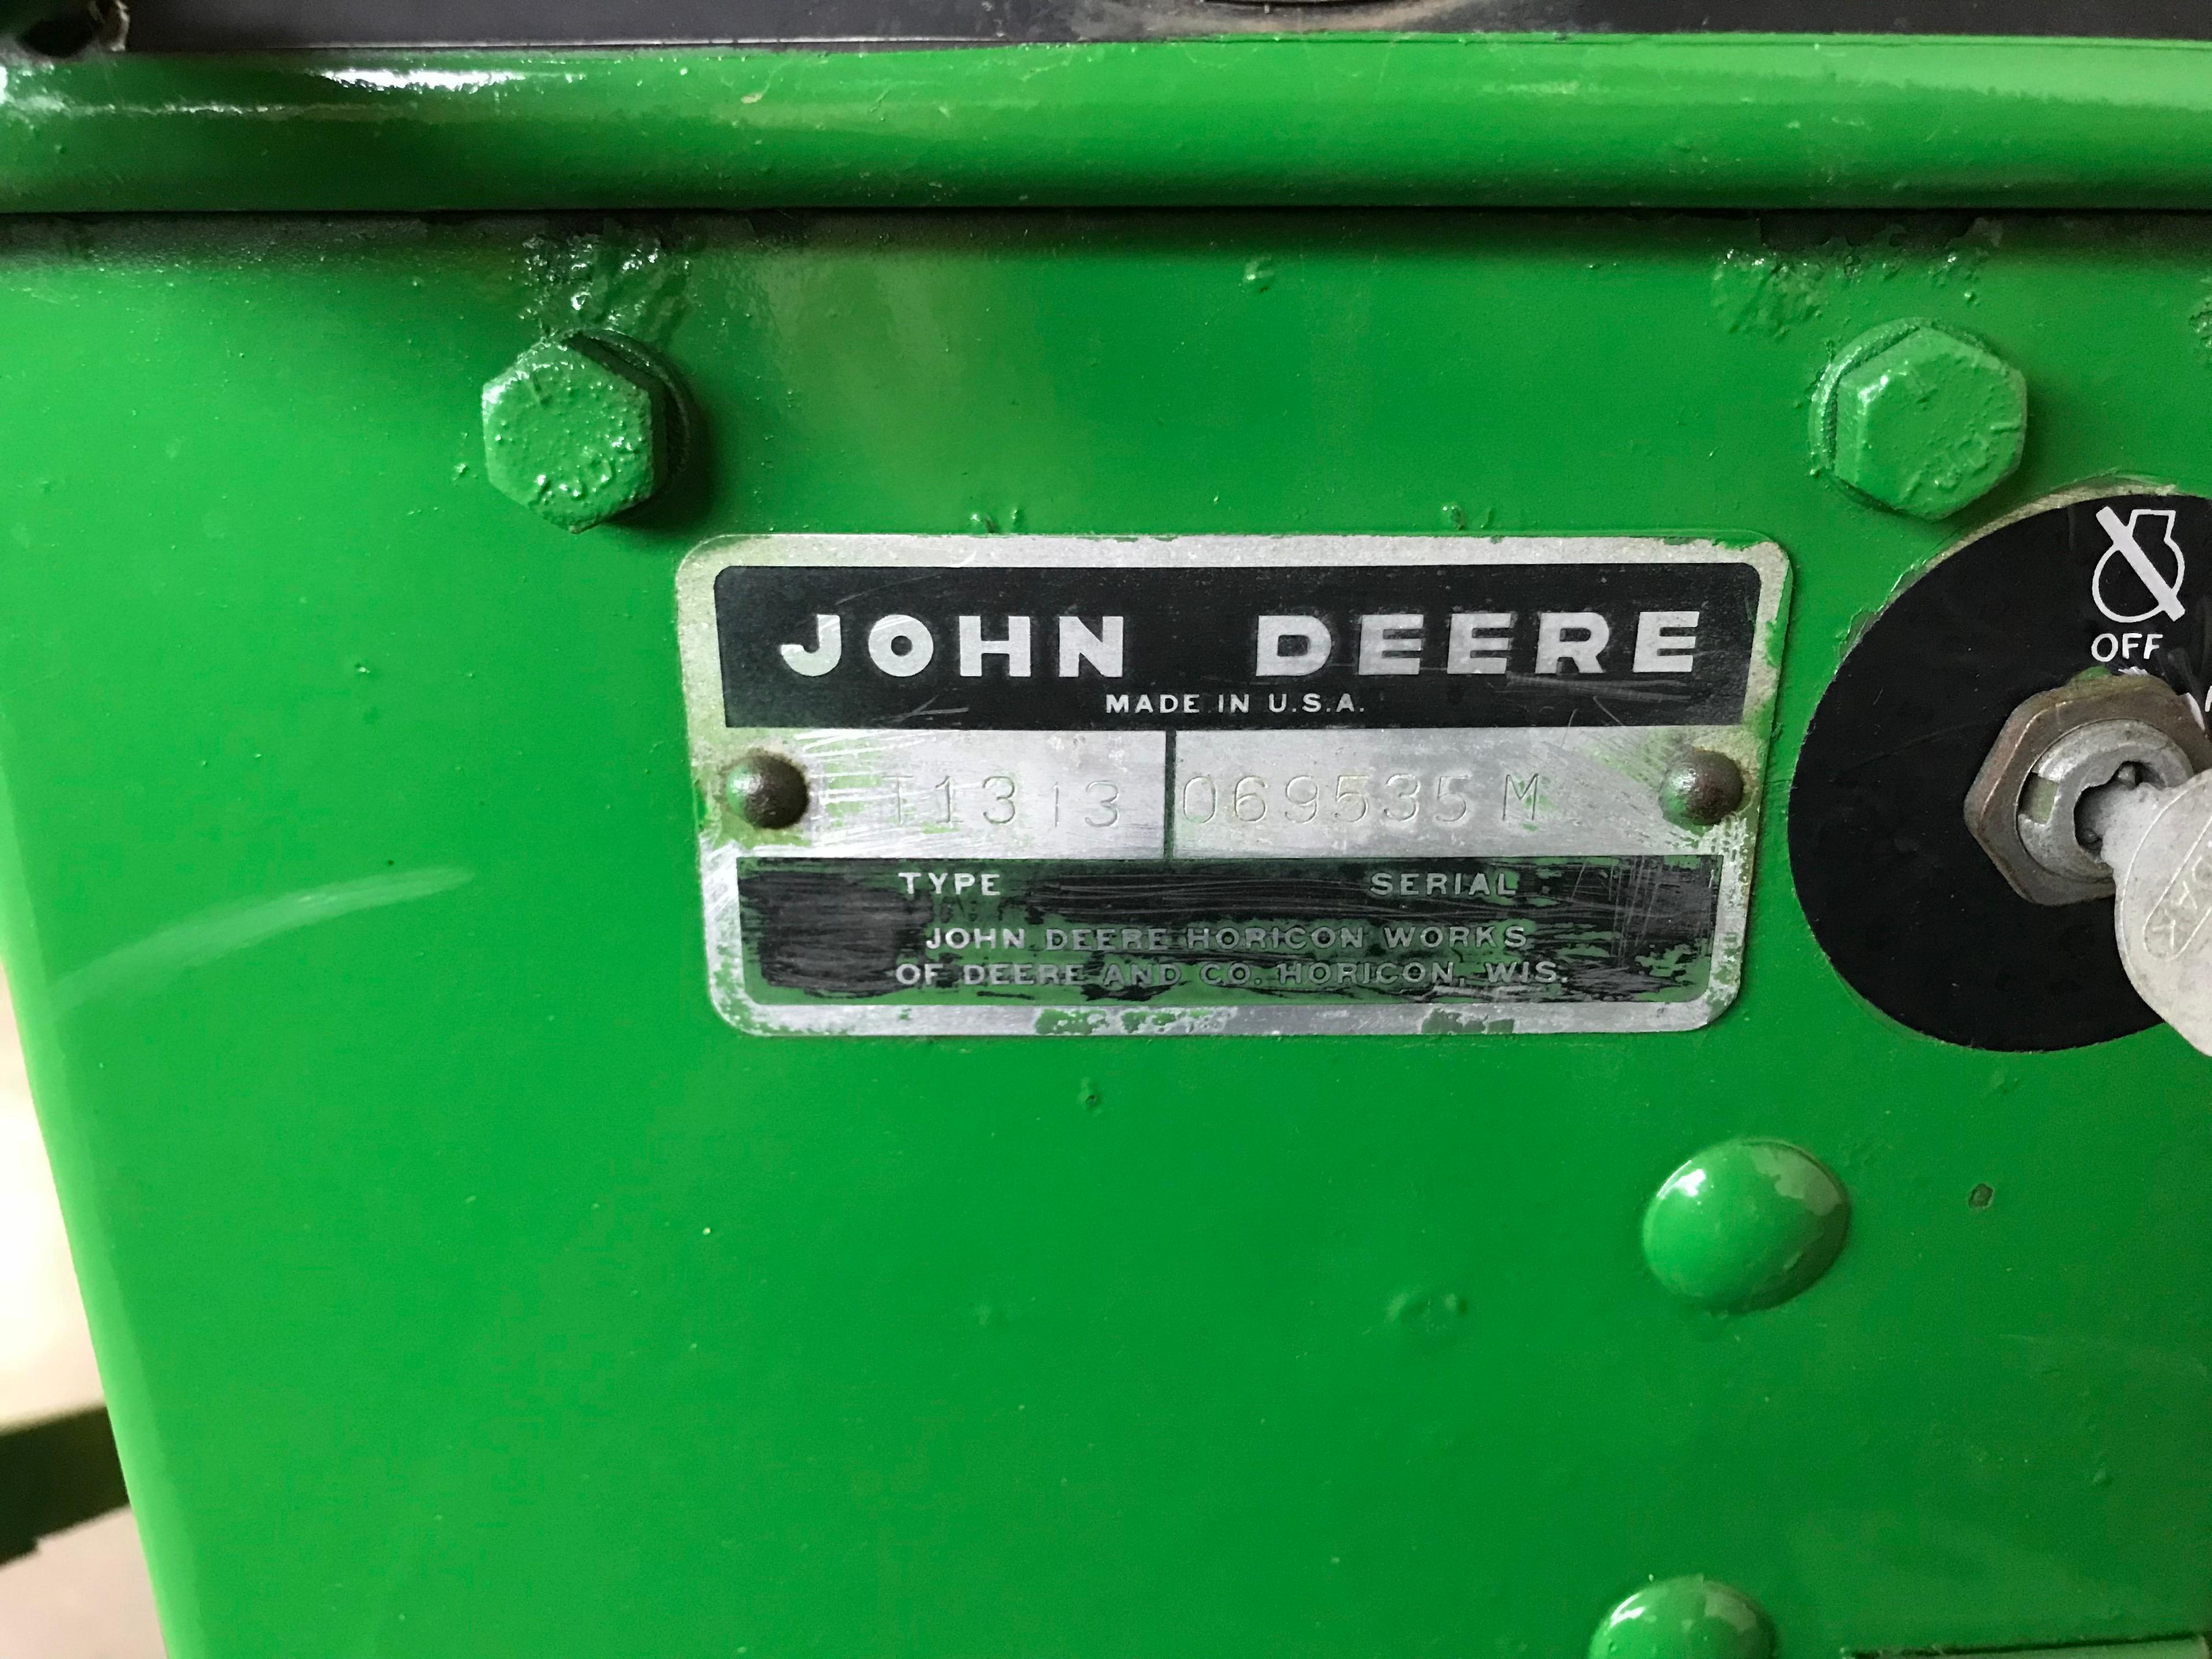 JOHN DEERE
MADE IN U.S.A.
T1313 069535M
TYPE SERIAL
JOHN DEERE HORICON WORKS
OF DEERE AND CO. HORICON, WIS.
OFF